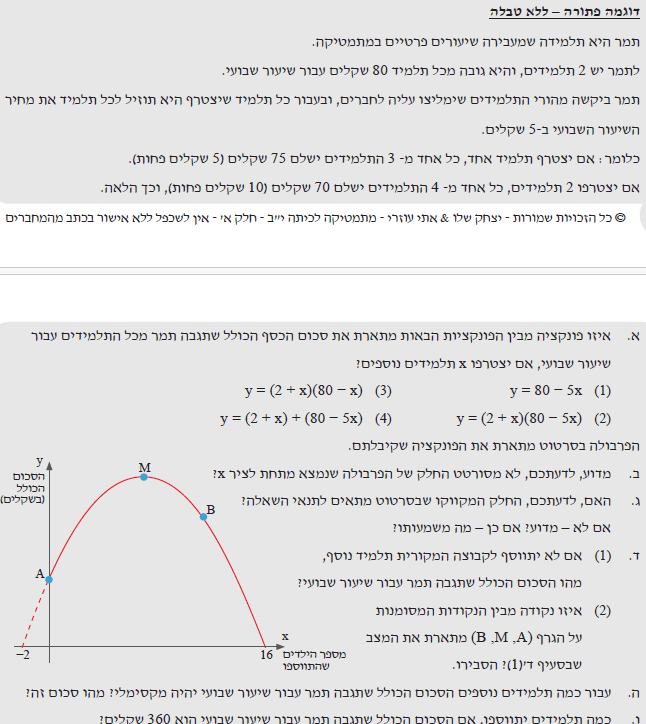 דוגמה פתורה – ללא טבלה
תמר היא תלמידה שמעבירה שיעורים פרטיים במתמטיקה.
לתמר יש 2 תלמידים, והיא גובה מכל תלמיד 80 שקלים עבור שיעור שבועי.
תמר ביקשה מהורי התלמידים שימליצו עליה לחברים, ובעבור כל תלמיד שיצטרף היא תוזיל לכל תלמיד את מחיר
השיעור השבועי ב-5 שקלים.
כלומר: אם יצטרף תלמיד אחד, כל אחד מ- 3 התלמידים ישלם 75 שקלים (5 שקלים פחות).
אם יצטרפו 2 תלמידים, כל אחד מ- 4 התלמידים ישלם 70 שקלים (10 שקלים פחות), וכך הלאה.
© כל הזכויות שמורות - יצחק שלו & אתי עוזרי - מתמטיקה לכיתה י״ב - חלק א׳ - אין לשכפל ללא אישור בכתב מהמחברים
א. איזו פונקציה מבין הפונקציות הבאות מתארת את סכום הכסף הכולל שתגבה תמר מכל התלמידים עבור
שיעור שבועי, אם יצטרפו x תלמידים נוספים?
(1) y = 80 − 5x (3) y = (2 + x)(80 − x)
(2) y = (2 + x)(80 − 5x) (4) y = (2 + x) + (80 − 5x)
הפרבולה בסרטוט מתארת את הפונקציה שקיבלתם.
ב. מדוע, לדעתכם, לא מסורטט החלק של הפרבולה שנמצא מתחת לציר x?
ג. האם, לדעתכם, החלק המקווקו שבסרטוט מתאים לתנאי השאלה?
אם לא – מדוע? אם כן – מה משמעותו?
ד. (1) אם לא יתווסף לקבוצה המקורית תלמיד נוסף,
מהו הסכום הכולל שתגבה תמר עבור שיעור שבועי?
(2) איזו נקודה מבין הנקודות המסומנות
על הגרף (B ,M ,A) מתארת את המצב
שבסעיף ד׳(1)? הסבירו.
y
הסכום
הכולל
(בשקלים)
M
B
A
x
−2
16
מספר הילדים
שהתווספו
ה. עבור כמה תלמידים נוספים הסכום הכולל שתגבה תמר עבור שיעור שבועי יהיה מקסימלי? מהו סכום זה?
ו. כמה תלמידים יתווספו, אם הסכום הכולל שתגבה תמר עבור שיעור שבועי הוא 360 שקלים?